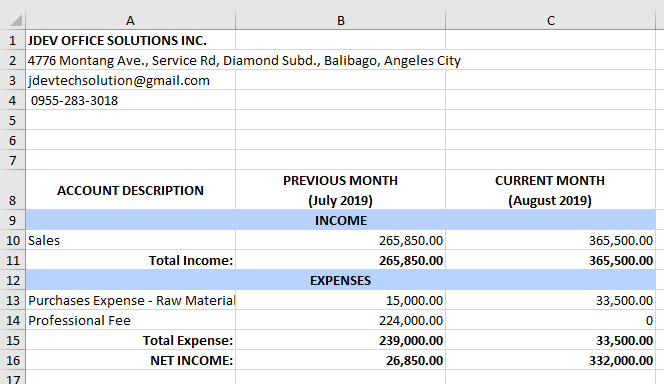 A B C
1 JDEV OFFICE SOLUTIONS INC.
2 4776 Montang Ave., Service Rd, Diamond Subd., Balibago, Angeles City
3 jdevtechsolution@gmail.com
4 0955-283-3018
5
6
7
8 ACCOUNT DESCRIPTION PREVIOUS MONTH (July 2019) CURRENT MONTH (August 2019)
9 INCOME
10 Sales 265,850.00 365,500.00
11 Total Income: 265,850.00 365,500.00
12 EXPENSES
13 Purchases Expense - Raw Material 15,000.00 33,500.00
14 Professional Fee 224,000.00 0
15 Total Expense: 239,000.00 33,500.00
16 NET INCOME: 26,850.00 332,000.00
17